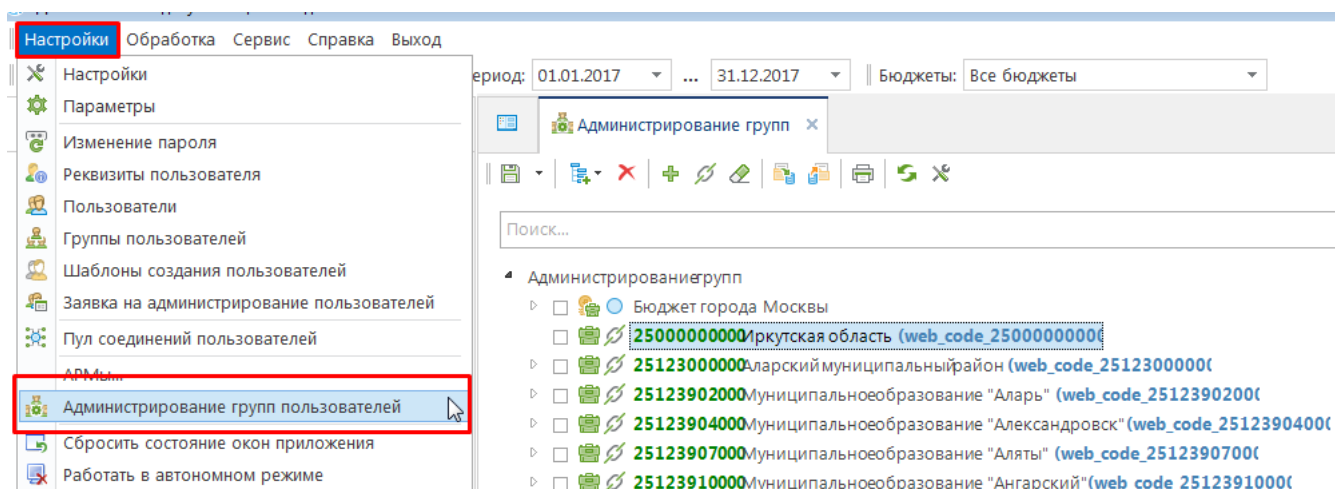 Настройки Обработка Сервис Справка Выход
Настройки
Параметры
Изменение пароля
Реквизиты пользователя
Пользователи
Группы пользователей
Шаблоны создания пользователей
Заявка на администрирование пользователей
Пул соединений пользователей
АРМы...
Администрирование групп пользователей
Сбросить состояние окон приложения
Работать в автономном режиме
ериод: 01.01.2017 ... 31.12.2017 Бюджеты: Все бюджеты
Администрирование групп
Поиск...
Администрированиегрупп
Бюджет города Москвы
25000000000Иркутская область (web_code_25000000000
25123000000Аларский муниципальныйрайон (web_code_2512300000(
25123902000Муниципальноеобразование "Аларь" (web_code_2512390200(
25123904000Муниципальноеобразование "Александровск" (web_code_2512390400(
25123907000Муниципальноеобразование "Аляты" (web_code_2512390700(
25123910000Муниципальноеобразование "Ангарский"(web_code_2512391000(